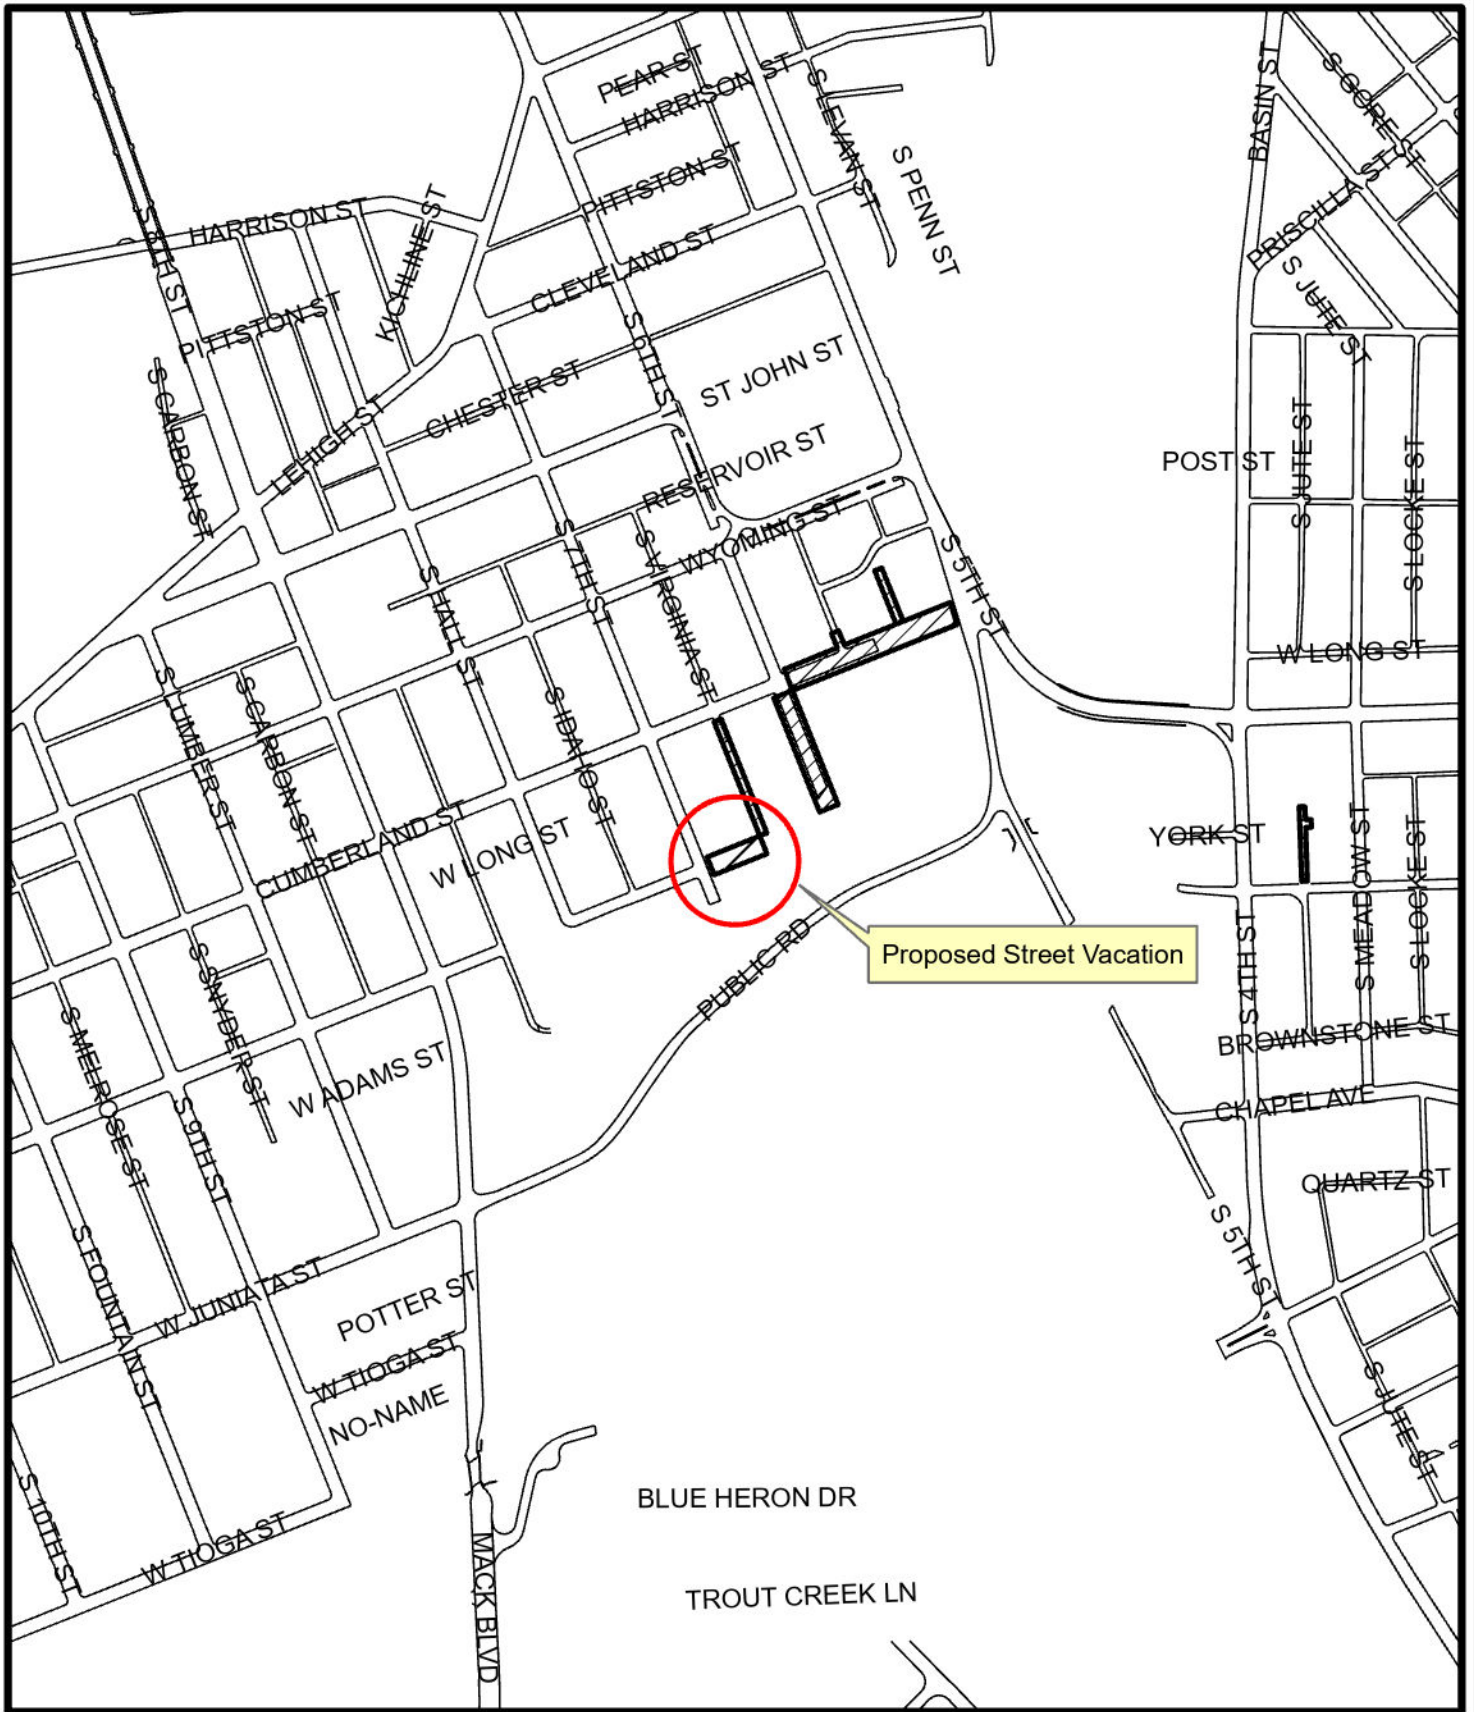 PEAR ST
HARRISON ST
S LEVAN ST
BASIN ST
S GORE ST
PITTSTON ST
S PENN ST
PRISCILLA ST
S 8TH ST
HARRISON ST
KICHLINE ST
CLEVELAND ST
S JUTE ST
PITTSTON ST
S 6TH ST
ST JOHN ST
S CARBON ST
LEHIGH ST
CHESTER ST
RESERVOIR ST
POST ST
S JUTE ST
S LOCKE ST
WYOMING ST
S 7TH ST
S VIRGINIA ST
S HALL ST
S 5TH ST
W LONG ST
S LUMBER ST
S CARBON ST
S IDAHO ST
CUMBERLAND ST
W LONG ST
YORK ST
S MEADOW ST
S LOCKE ST
S 4TH ST
Proposed Street Vacation
PUBLIC RD
S SNYDER ST
S MELROSE ST
W ADAMS ST
BROWNSTONE ST
CHAPEL AVE
S 9TH ST
QUARTZ ST
S 5TH ST
S FOUNTAIN ST
W JUNIATA ST
POTTER ST
W TIOGA ST
NO-NAME
S JUTE ST
S 10TH ST
W TIOGA ST
BLUE HERON DR
MACK BLVD
TROUT CREEK LN